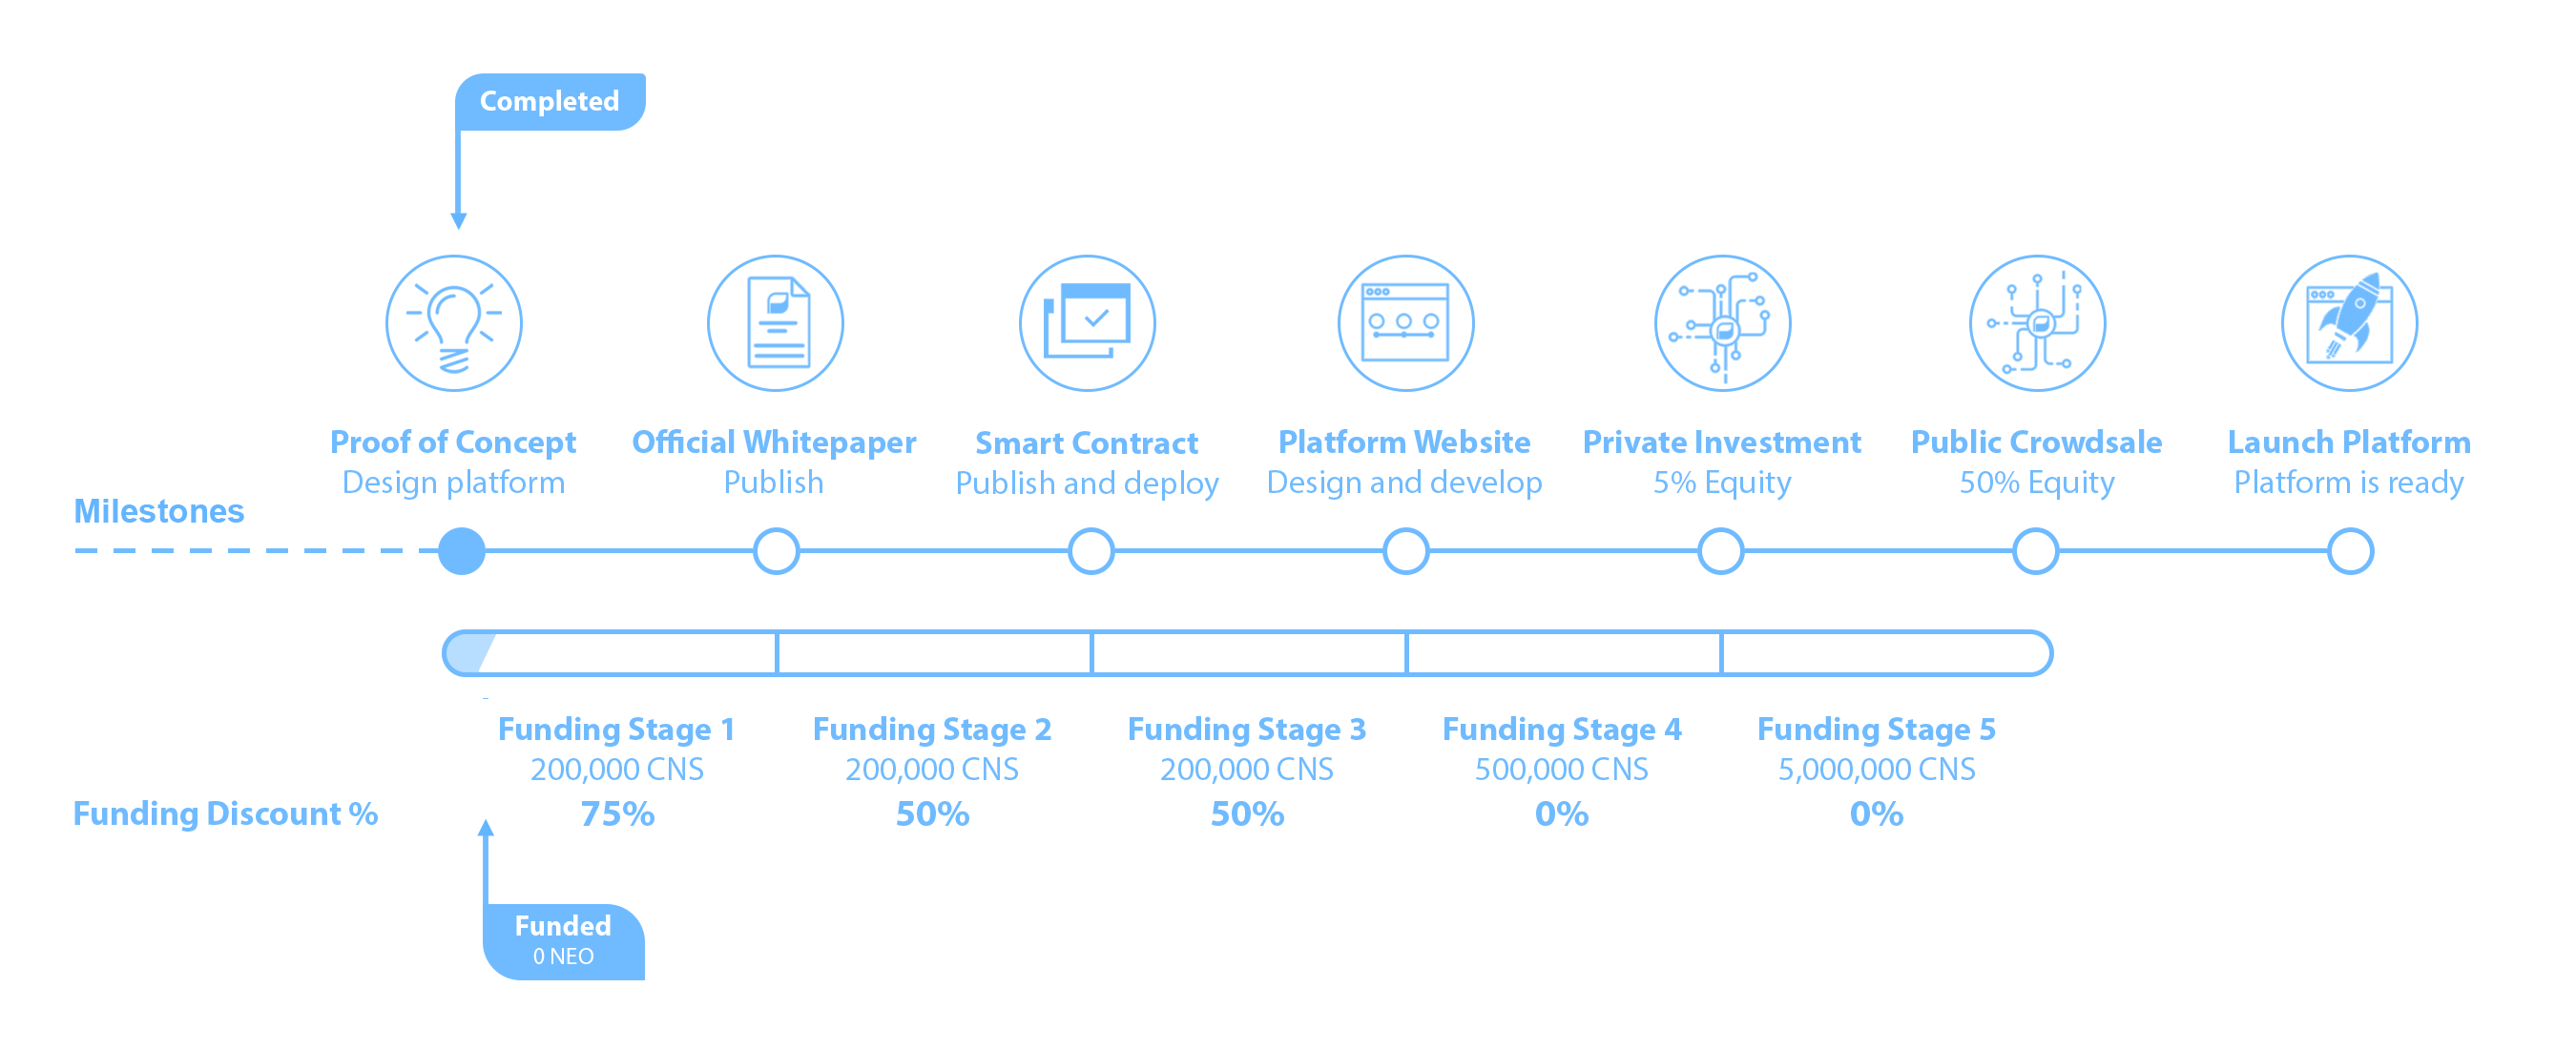 Completed
Proof of Concept
Design platform
Official Whitepaper
Publish
Smart Contract
Publish and deploy
Platform Website
Design and develop
Private Investment
5% Equity
Public Crowdsale
50% Equity
Launch Platform
Platform is ready
Milestones
Funding Stage 1
200,000 CNS
Funding Stage 2
200,000 CNS
Funding Stage 3
200,000 CNS
Funding Stage 4
500,000 CNS
Funding Stage 5
5,000,000 CNS
Funding Discount % 75% 50% 50% 0% 0%
Funded
0 NEO